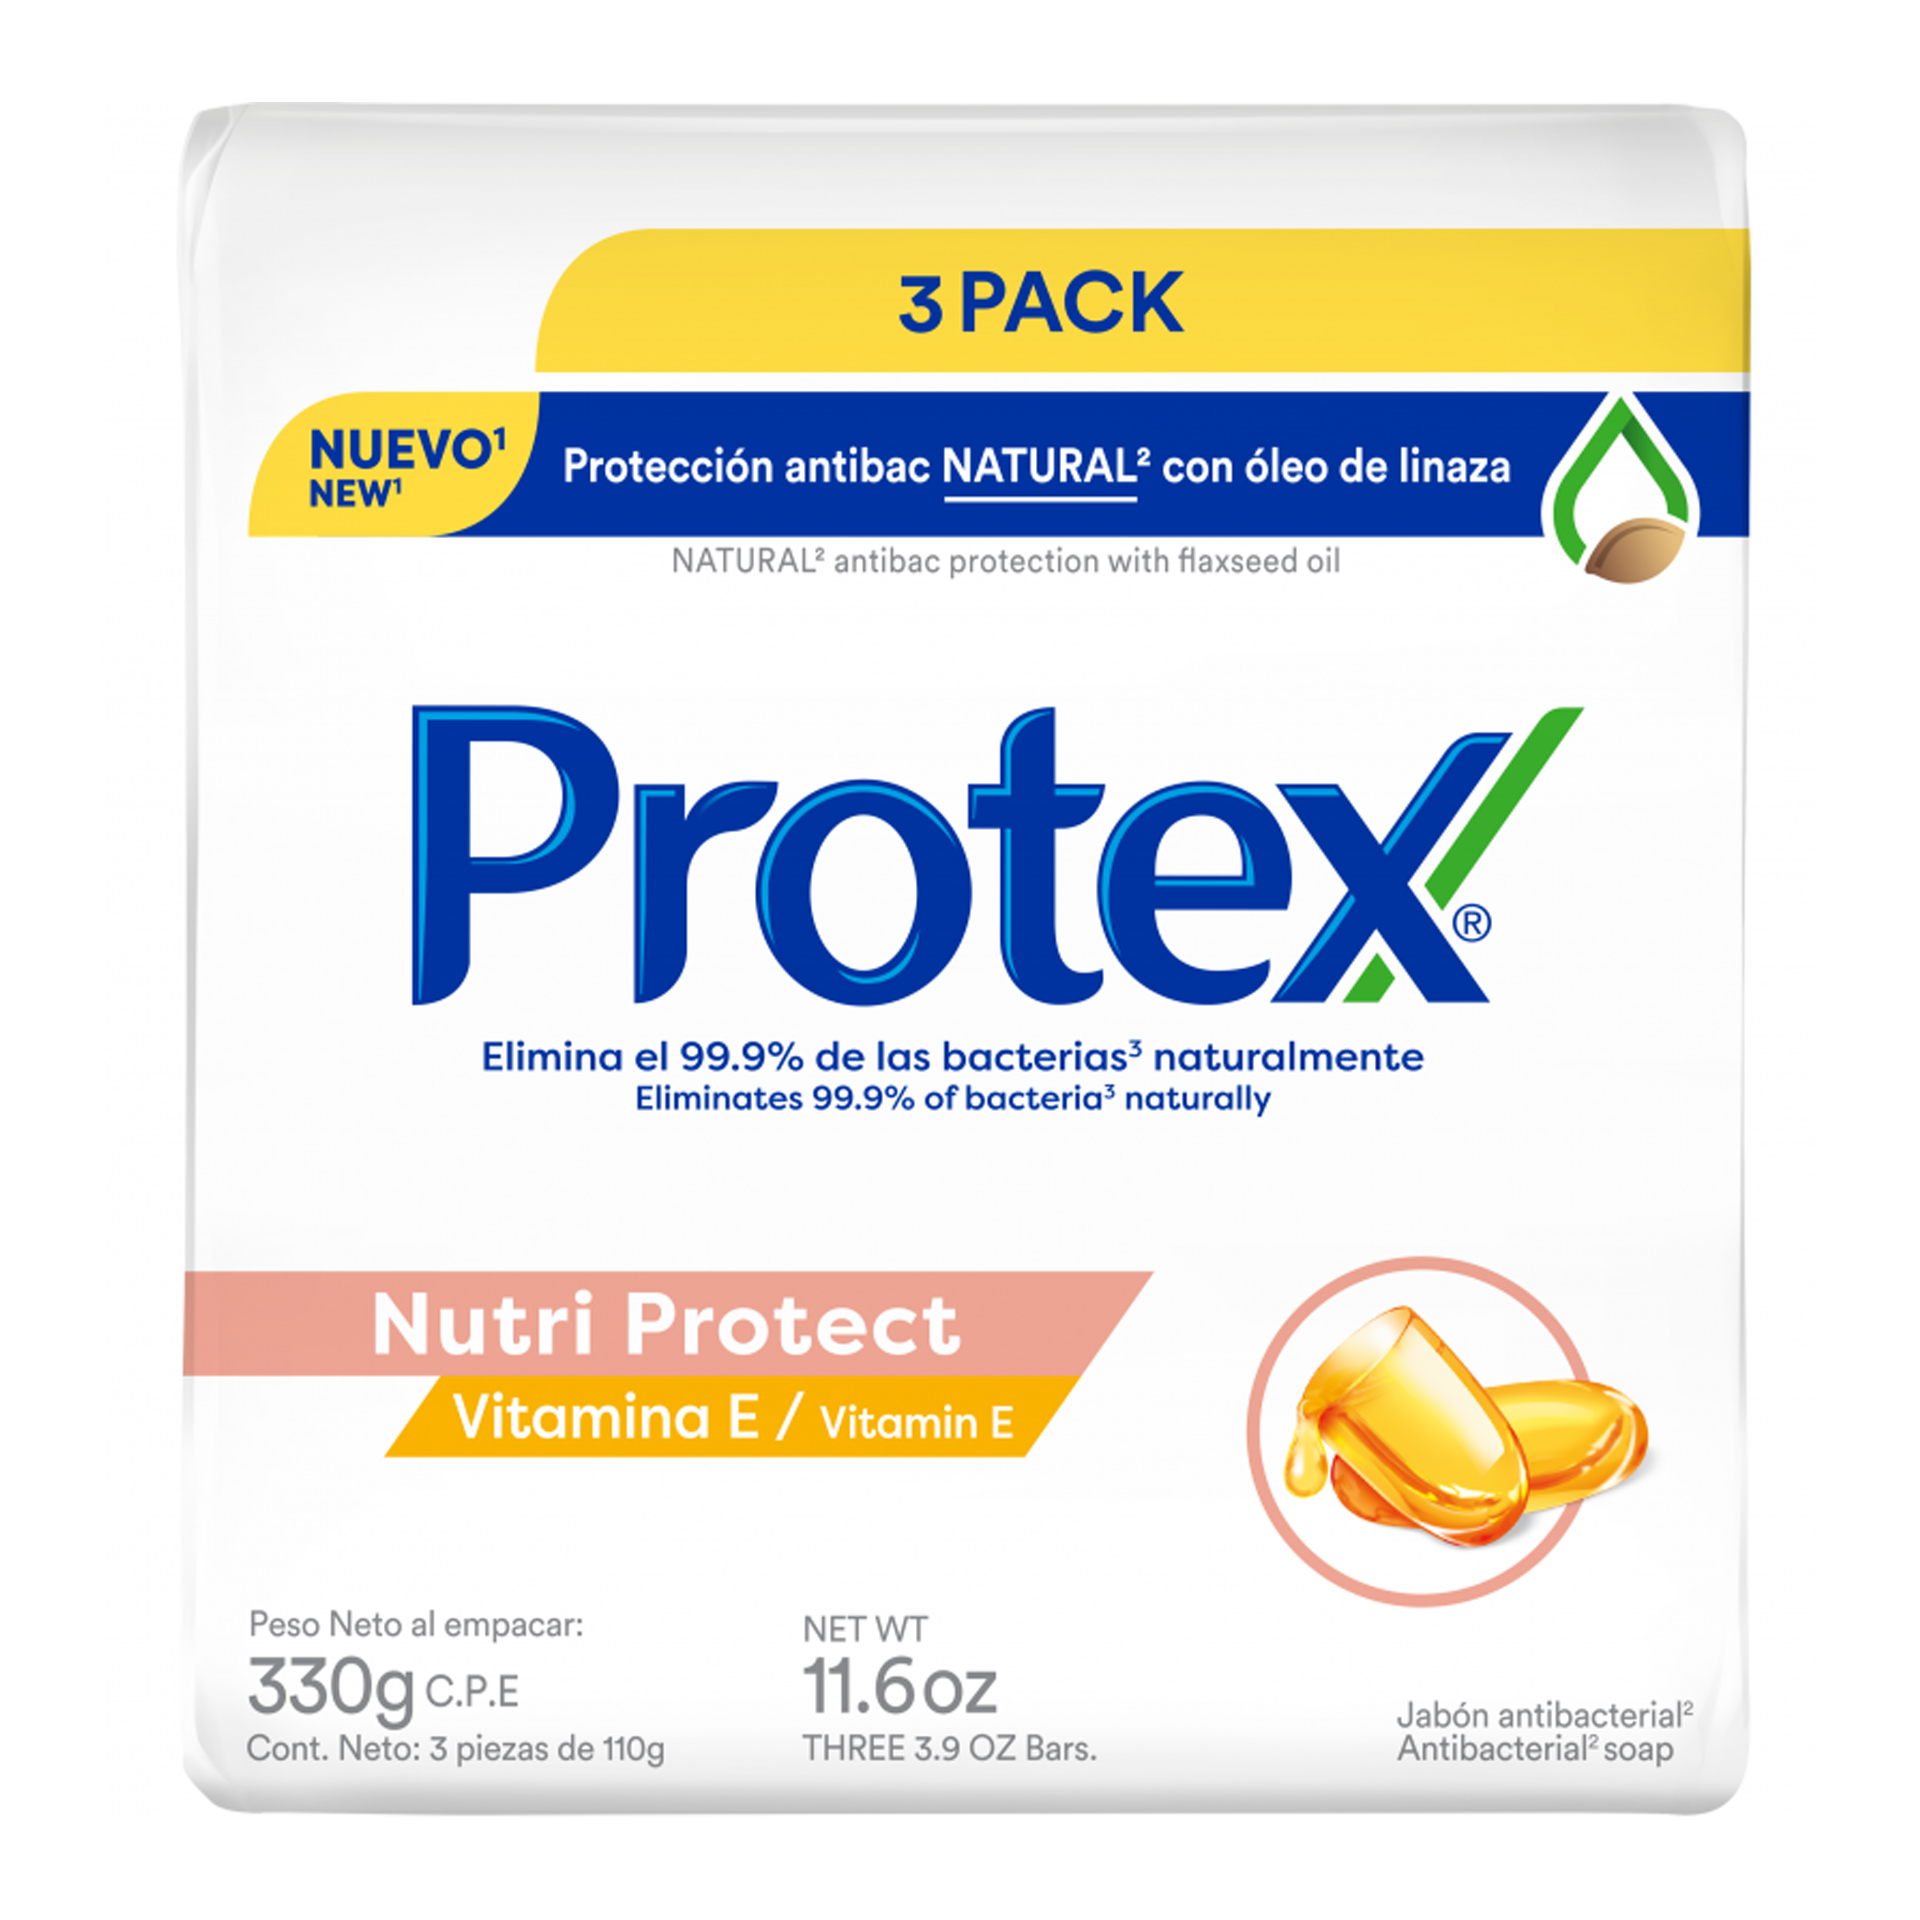 3 PACK
NUEVO¹
NEW¹
Protección antibac NATURAL² con óleo de linaza
NATURAL² antibac protection with flaxseed oil
Protex®
Elimina el 99.9% de las bacterias³ naturalmente
Eliminates 99.9% of bacteria³ naturally
Nutri Protect
Vitamina E / Vitamin E
Peso Neto al empacar:
330g C.P.E
Cont. Neto: 3 piezas de 110g
NET WT
11.6 oz
THREE 3.9 OZ Bars.
Jabón antibacterial²
Antibacterial² soap